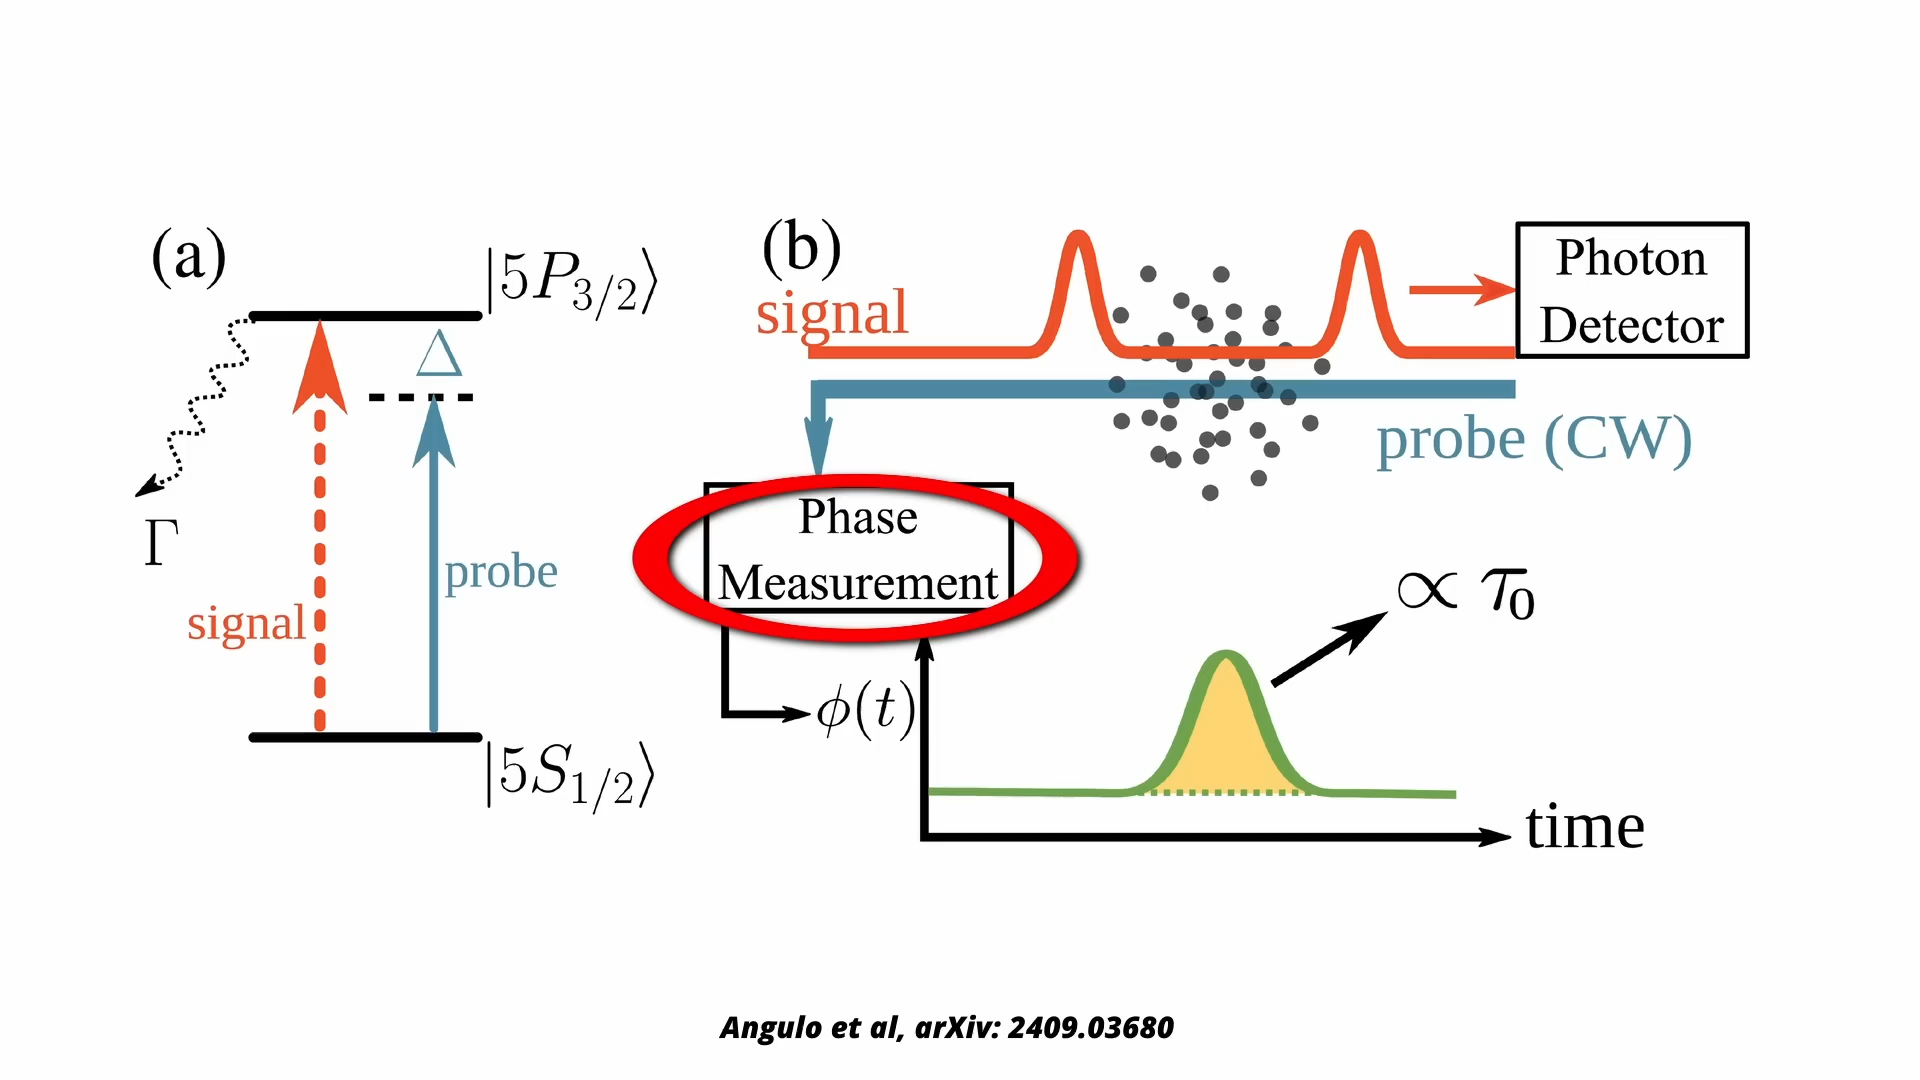 (a)
|5P3/2⟩
Δ
Γ
signal
probe
|5S1/2⟩
(b)
signal
Photon
Detector
probe (CW)
Phase
Measurement
ϕ(t)
∝ τ0
time
Angulo et al, arXiv: 2409.03680